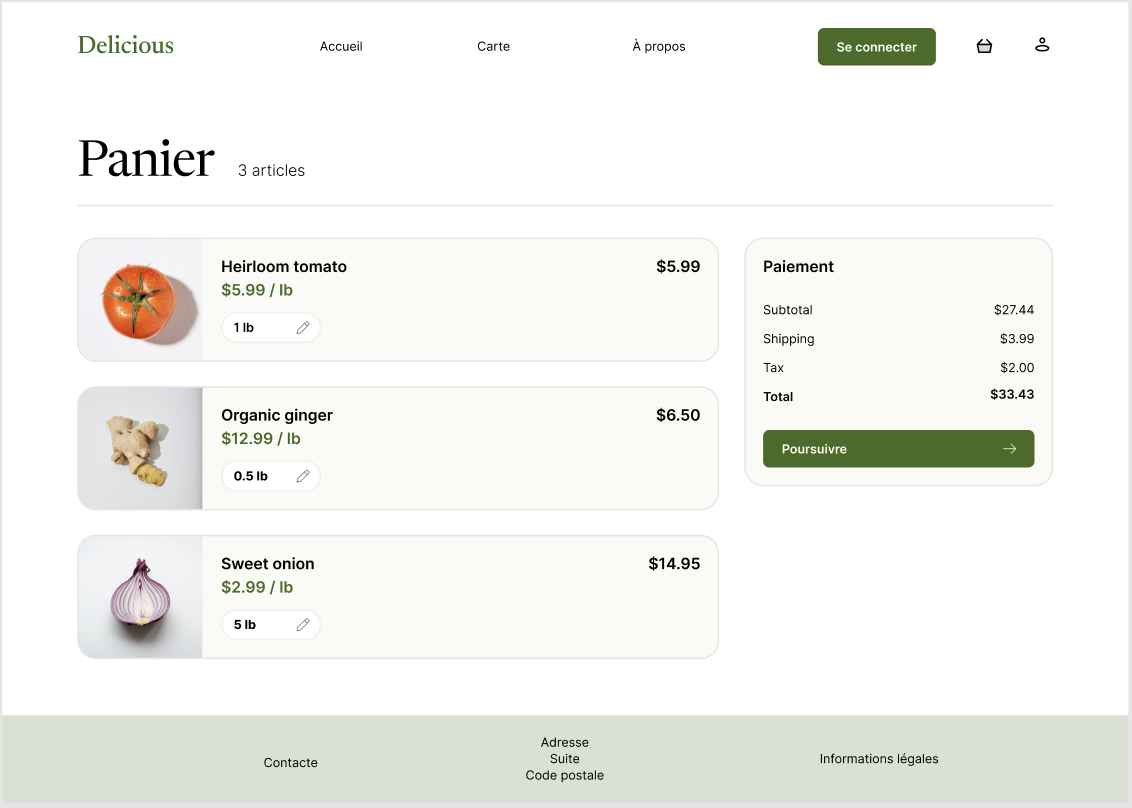 Delicious
Accueil
Carte
À propos
Se connecter
Panier
3 articles
Heirloom tomato
$5.99
$5.99 / lb
1 lb
Organic ginger
$6.50
$12.99 / lb
0.5 lb
Sweet onion
$14.95
$2.99 / lb
5 lb
Paiement
Subtotal $27.44
Shipping $3.99
Tax $2.00
Total $33.43
Poursuivre
Contacte
Adresse
Suite
Code postale
Informations légales